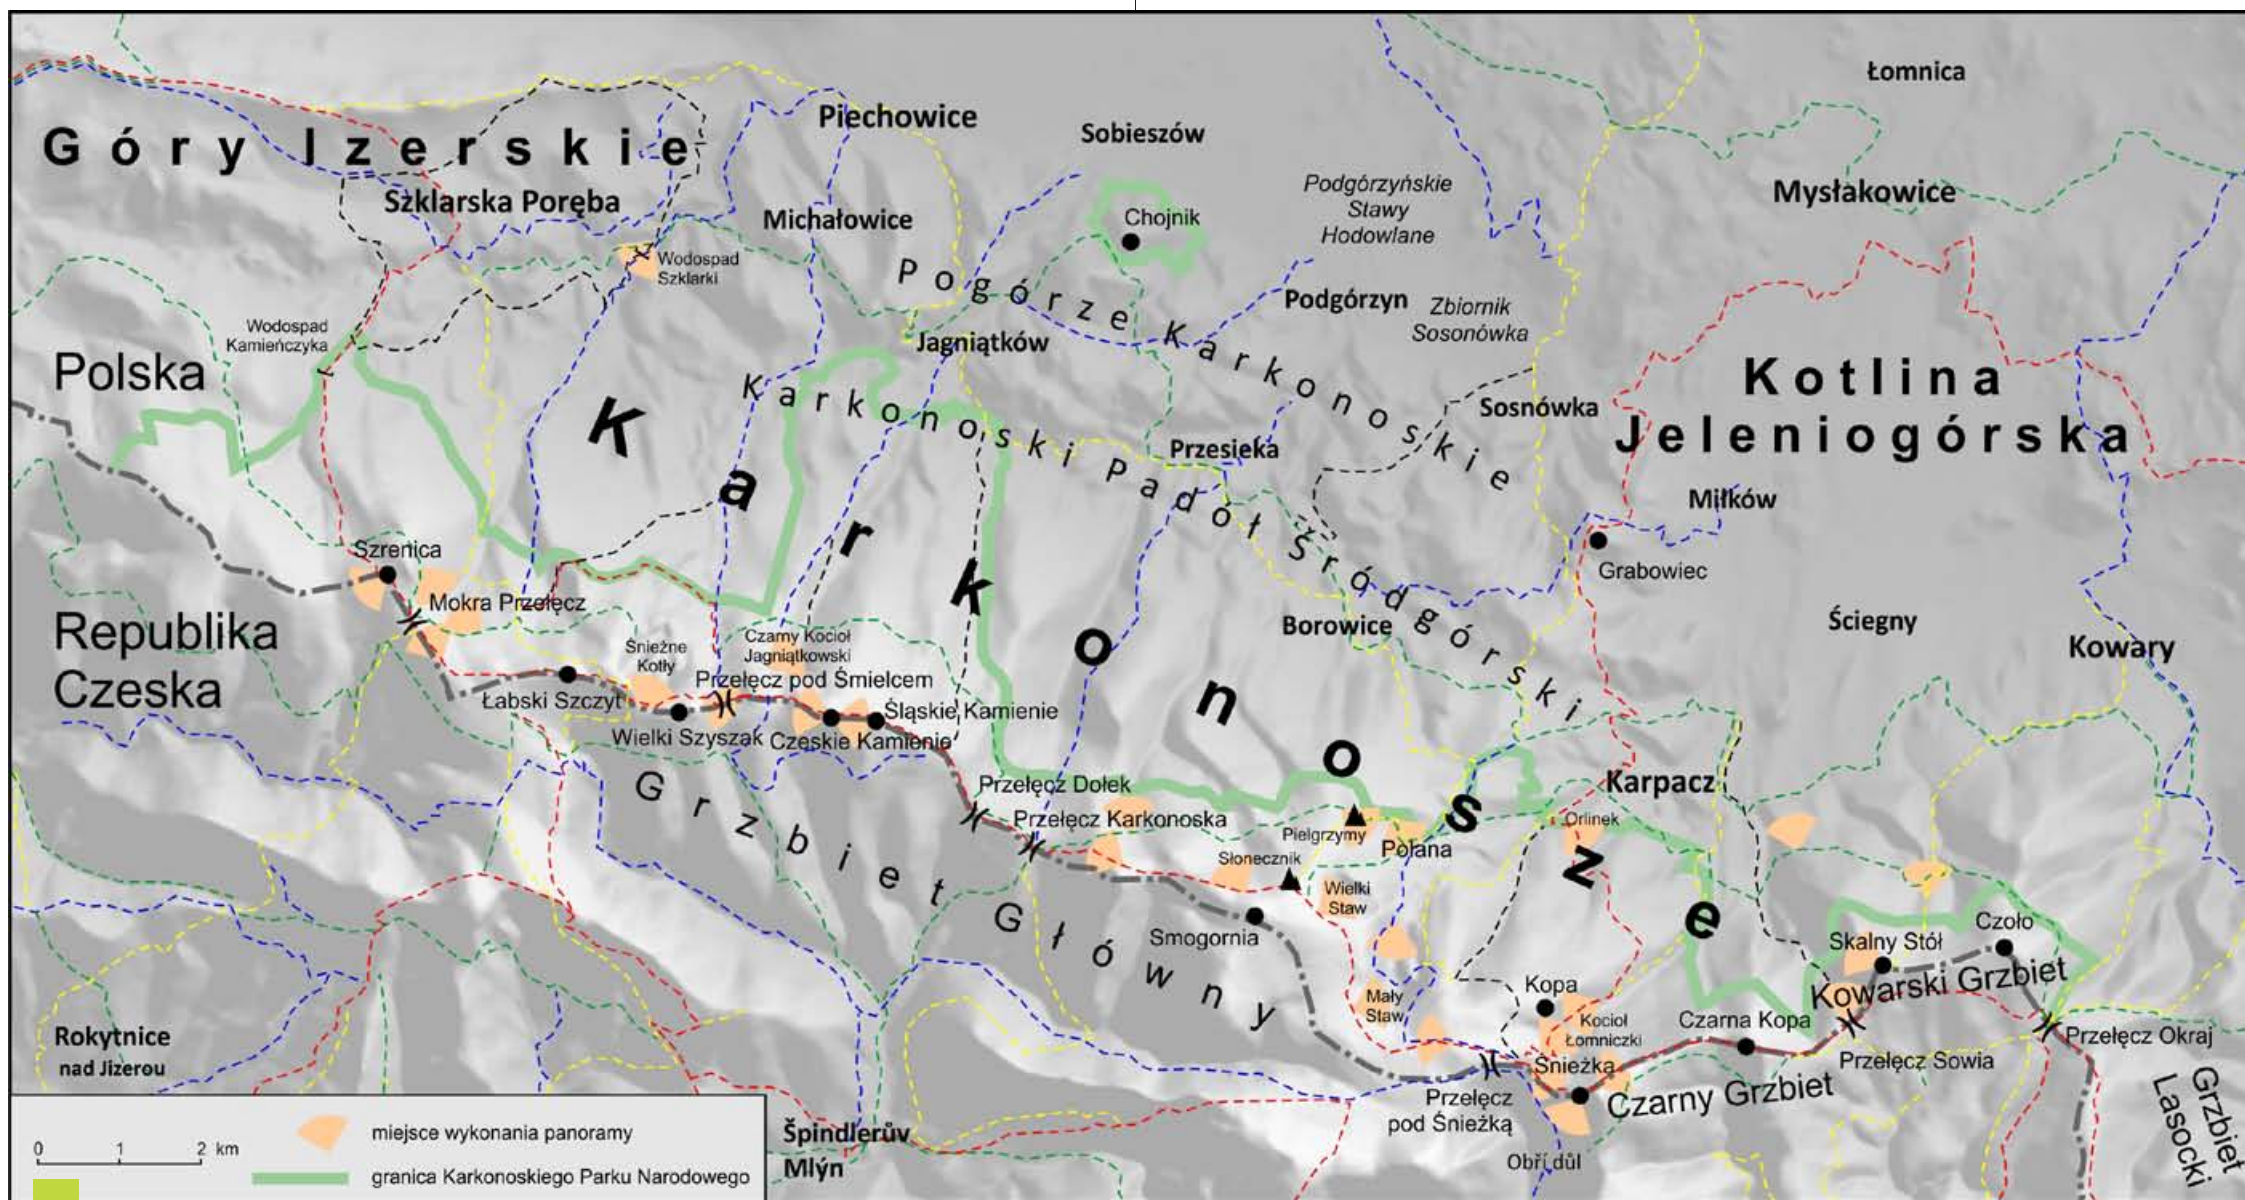 Łomnica
Piechowice
Sobieszów
Góry Izerskie
Szklarska Poręba
Michałowice
Chojnik
Podgórzyńskie
Stawy
Hodowlane
Mysłakowice
Wodospad
Szklarki
Pogórze Karkonoskie
Podgórzyn
Zbiornik
Sosonówka
Wodospad
Kamieńczyka
Jagniątków
Polska
Karkonoski Padół Śródgórski
Kotlina
Jeleniogórska
Karkonosze
Sosnówka
Przesieka
Miłków
Szrenica
Grabowiec
Mokra Przełęcz
Republika
Czeska
Borowice
Ściegny
Kowary
Śnieżne
Kotły
Czarny Kocioł
Jagniątkowski
Przełęcz pod Śmielcem
Łabski Szczyt
Śląskie Kamienie
Wielki Szyszak
Czeskie Kamienie
Grzbiet Główny
Przełęcz Dołek
Karpacz
Przełęcz Karkonoska
Orlinek
Pielgrzymy
Polana
Słonecznik
Wielki
Staw
Smogornia
Czoło
Skalny Stół
Kowarski Grzbiet
Kopa
Mały
Staw
Kocioł
Łomniczki
Czarna Kopa
Przełęcz Okraj
Przełęcz Sowia
Śnieżka
Czarny Grzbiet
Przełęcz
pod Śnieżką
Grzbiet
Lasocki
Obří důl
Rokytnice
nad Jizerou
Špindlerův
Mlýn
0 1 2 km
miejsce wykonania panoramy
granica Karkonoskiego Parku Narodowego